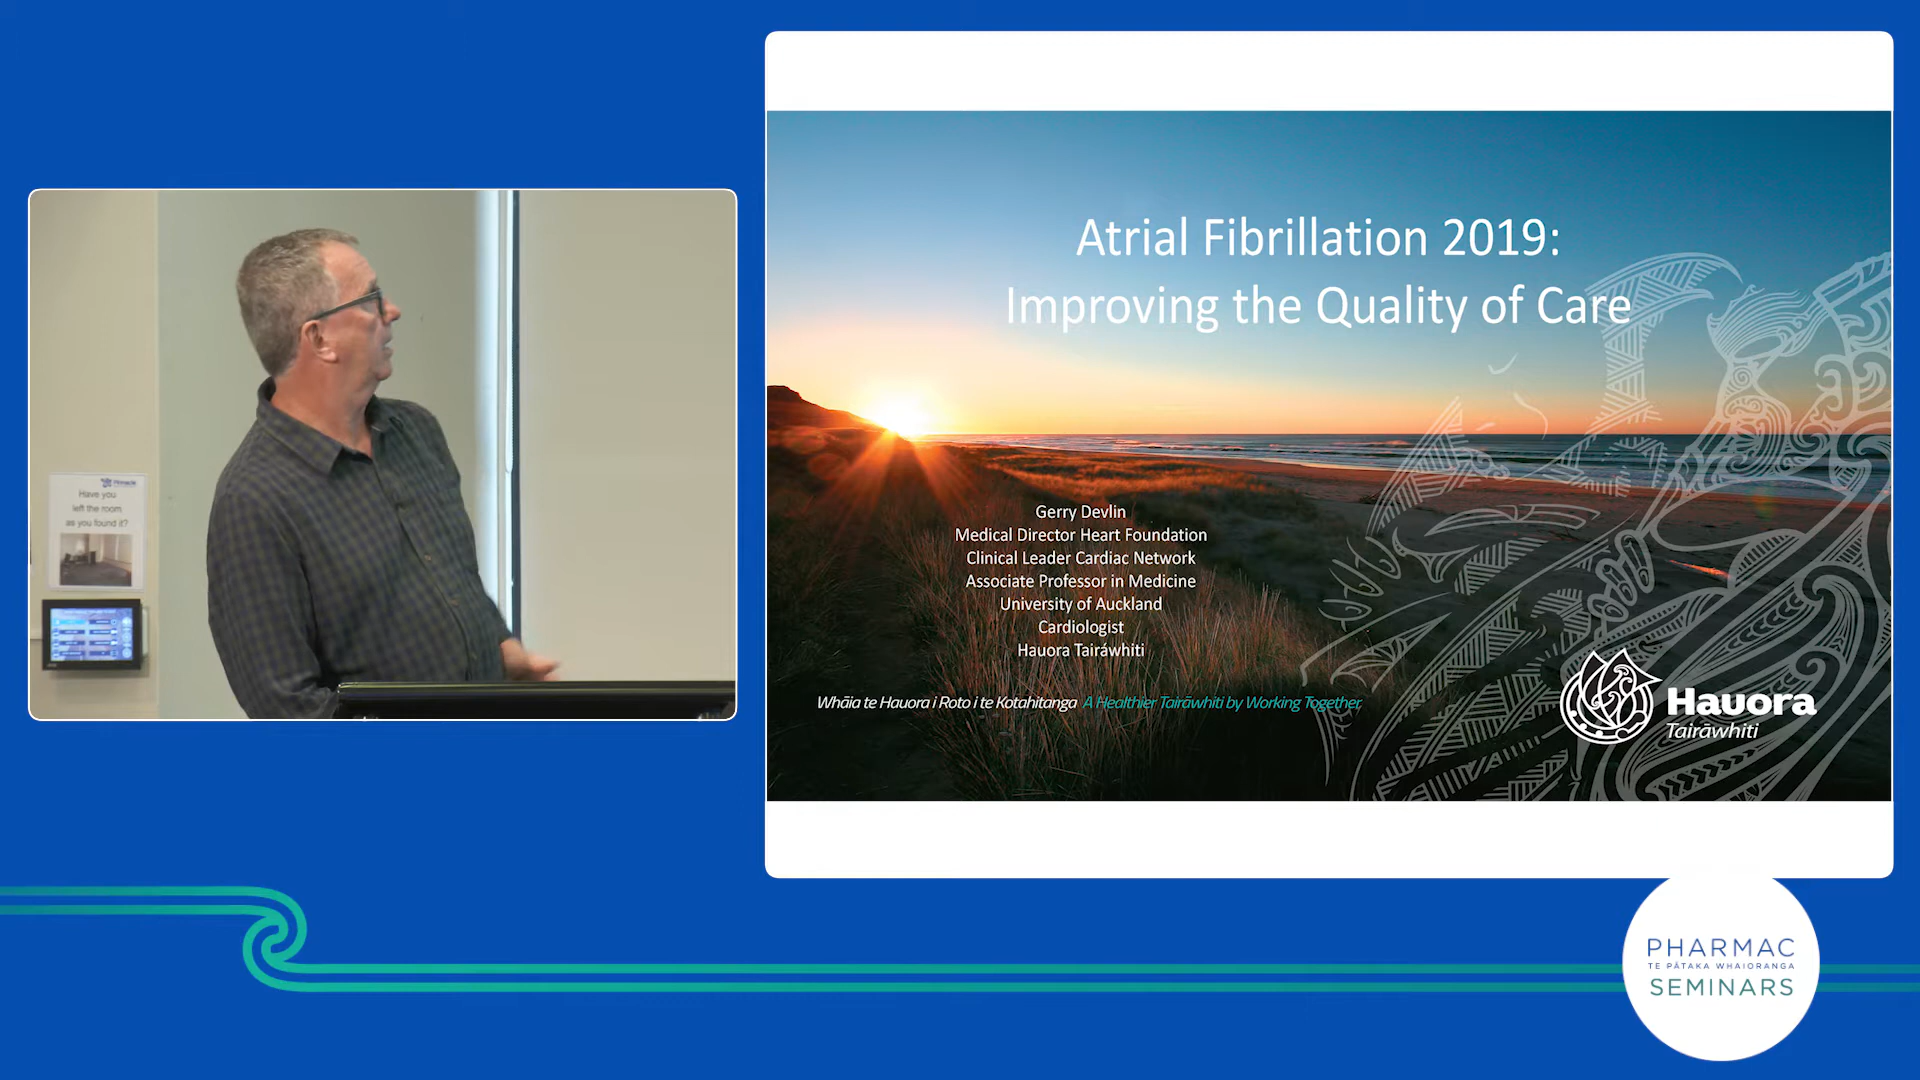 Pinnacle
Have you
left the room
as you found it?
Atrial Fibrillation 2019:
Improving the Quality of Care
Gerry Devlin
Medical Director Heart Foundation
Clinical Leader Cardiac Network
Associate Professor in Medicine
University of Auckland
Cardiologist
Hauora Tairáwhiti
Whāia te Hauora i Roto i te Kotahitanga A Healthier Tairāwhiti by Working Together
Hauora
Tairāwhiti
PHARMAC
TE PĀTAKA WHAIORANGA
SEMINARS